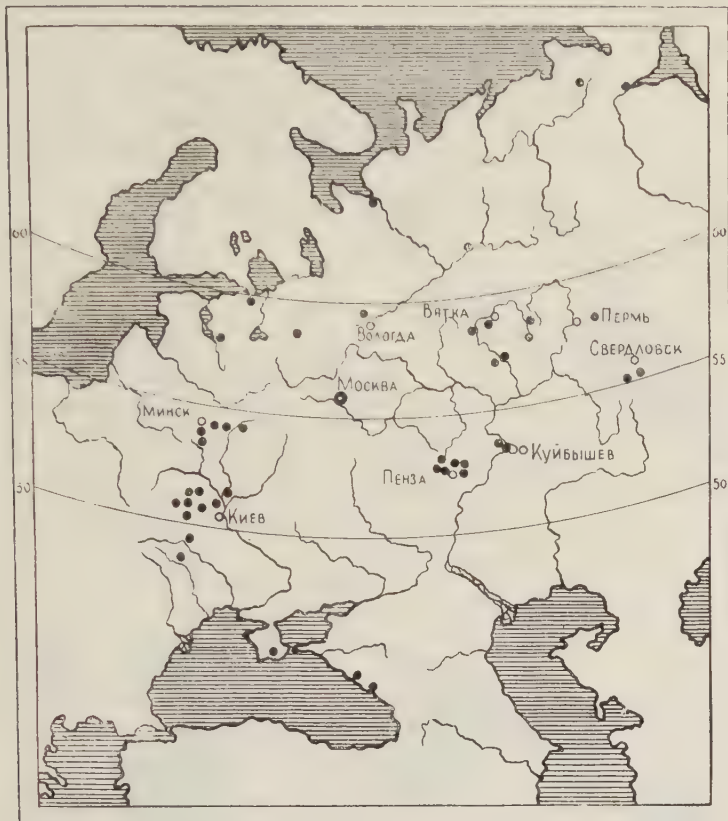 60
60
Вятка
Пермь
Вологда
Свердловск
55
55
Москва
Минск
Куйбышев
Пенза
50
50
Киев